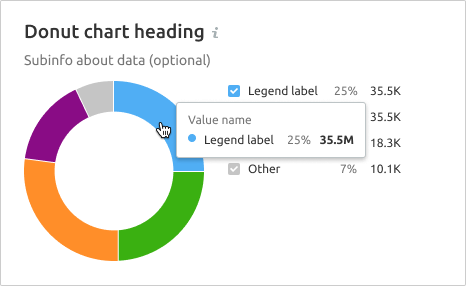 Donut chart heading i
Subinfo about data (optional)
Legend label 25% 35.5K
35.5K
18.3K
Other 7% 10.1K
Value name
Legend label 25% 35.5M